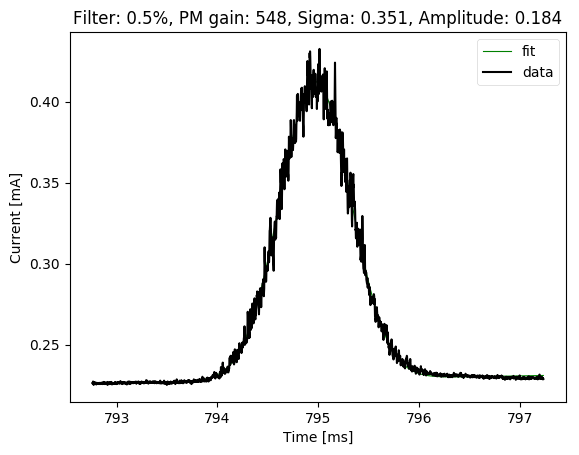 Filter: 0.5%, PM gain: 548, Sigma: 0.351, Amplitude: 0.184
fit
data
0.40
0.35
0.30
0.25
Current [mA]
793
794
795
796
797
Time [ms]